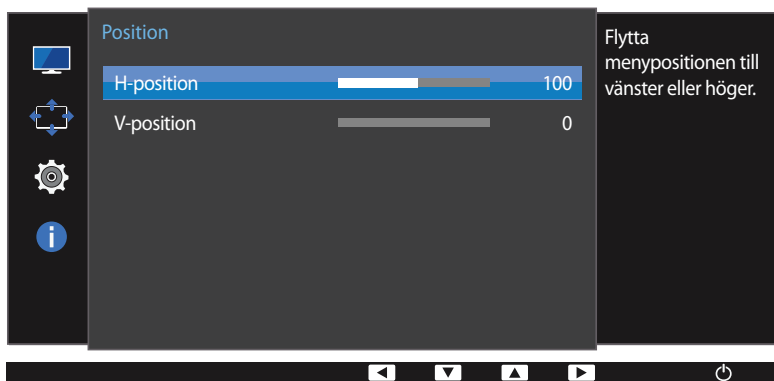 Position
H-position 100
V-position 0
Flytta
menypositionen till
vänster eller höger.